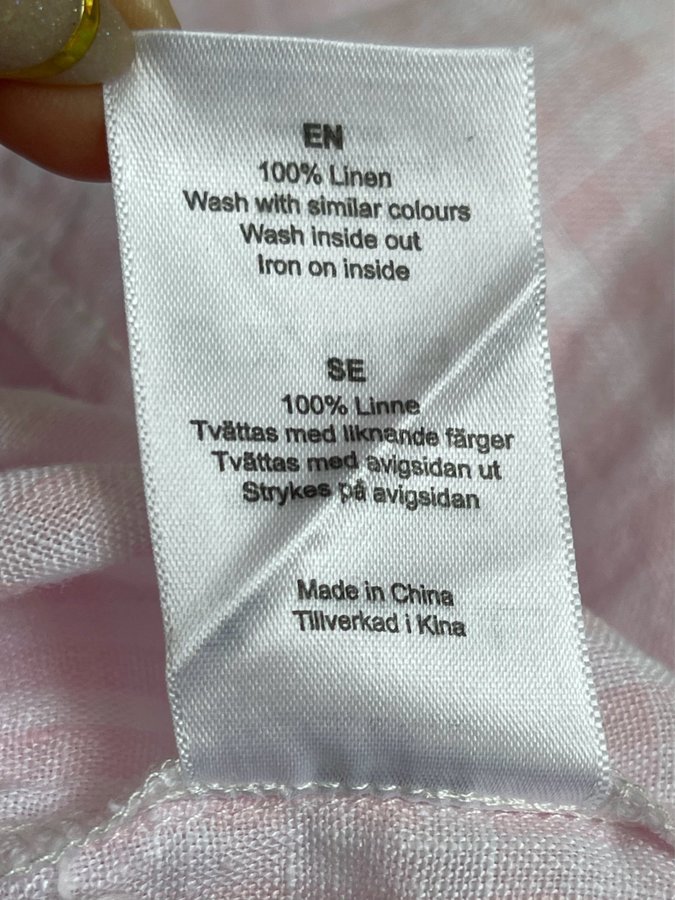 EN
100% Linen
Wash with similar colours
Wash inside out
Iron on inside
SE
100% Linne
Tvättas med liknande färger
Tvättas med avigsidan ut
Strykes på avigsidan
Made in China
Tillverkad i Kina